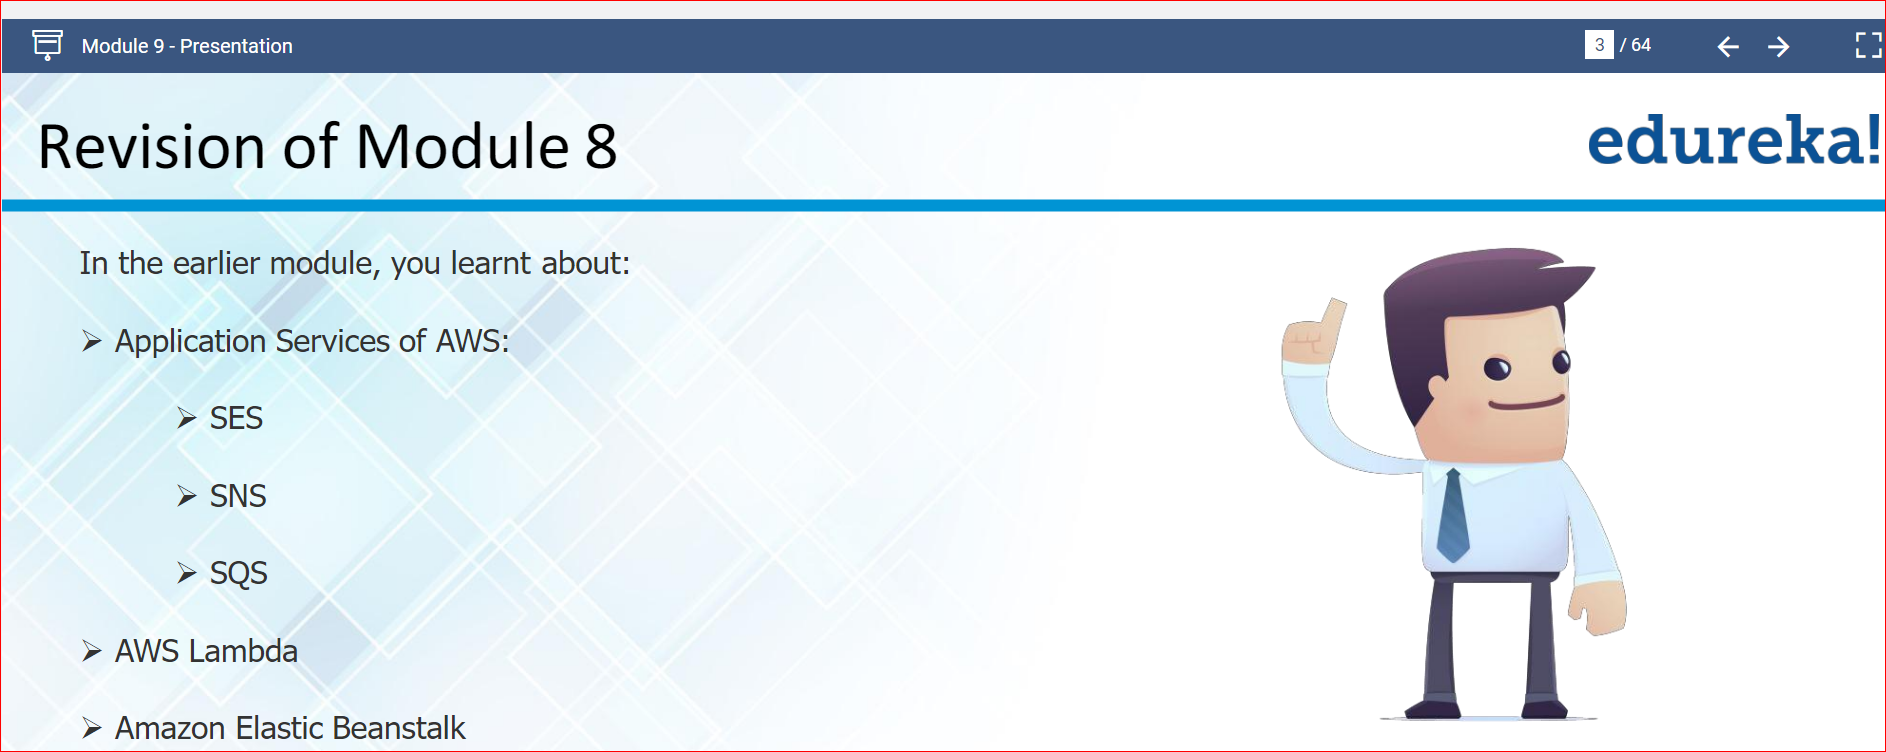 Module 9 - Presentation
3 / 64
Revision of Module 8
edureka!
In the earlier module, you learnt about:
Application Services of AWS:
SES
SNS
SQS
AWS Lambda
Amazon Elastic Beanstalk